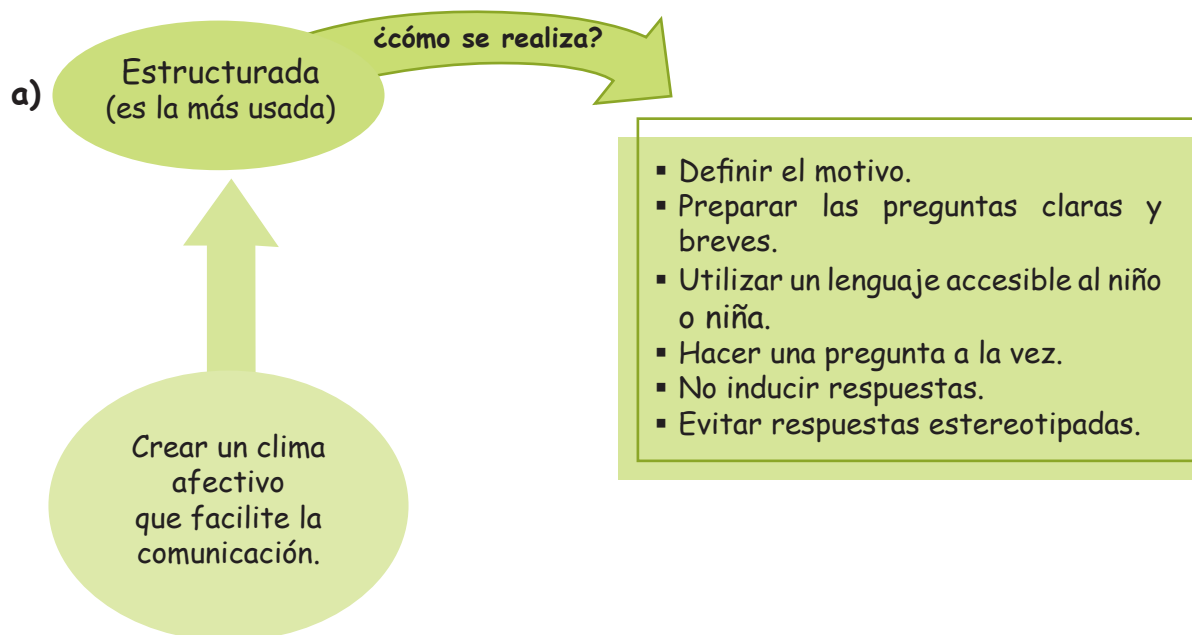 a)
Estructurada
(es la más usada)
¿cómo se realiza?
▪ Definir el motivo.
▪ Preparar las preguntas claras y
breves.
▪ Utilizar un lenguaje accesible al niño
o niña.
▪ Hacer una pregunta a la vez.
▪ No inducir respuestas.
▪ Evitar respuestas estereotipadas.
Crear un clima
afectivo
que facilite la
comunicación.